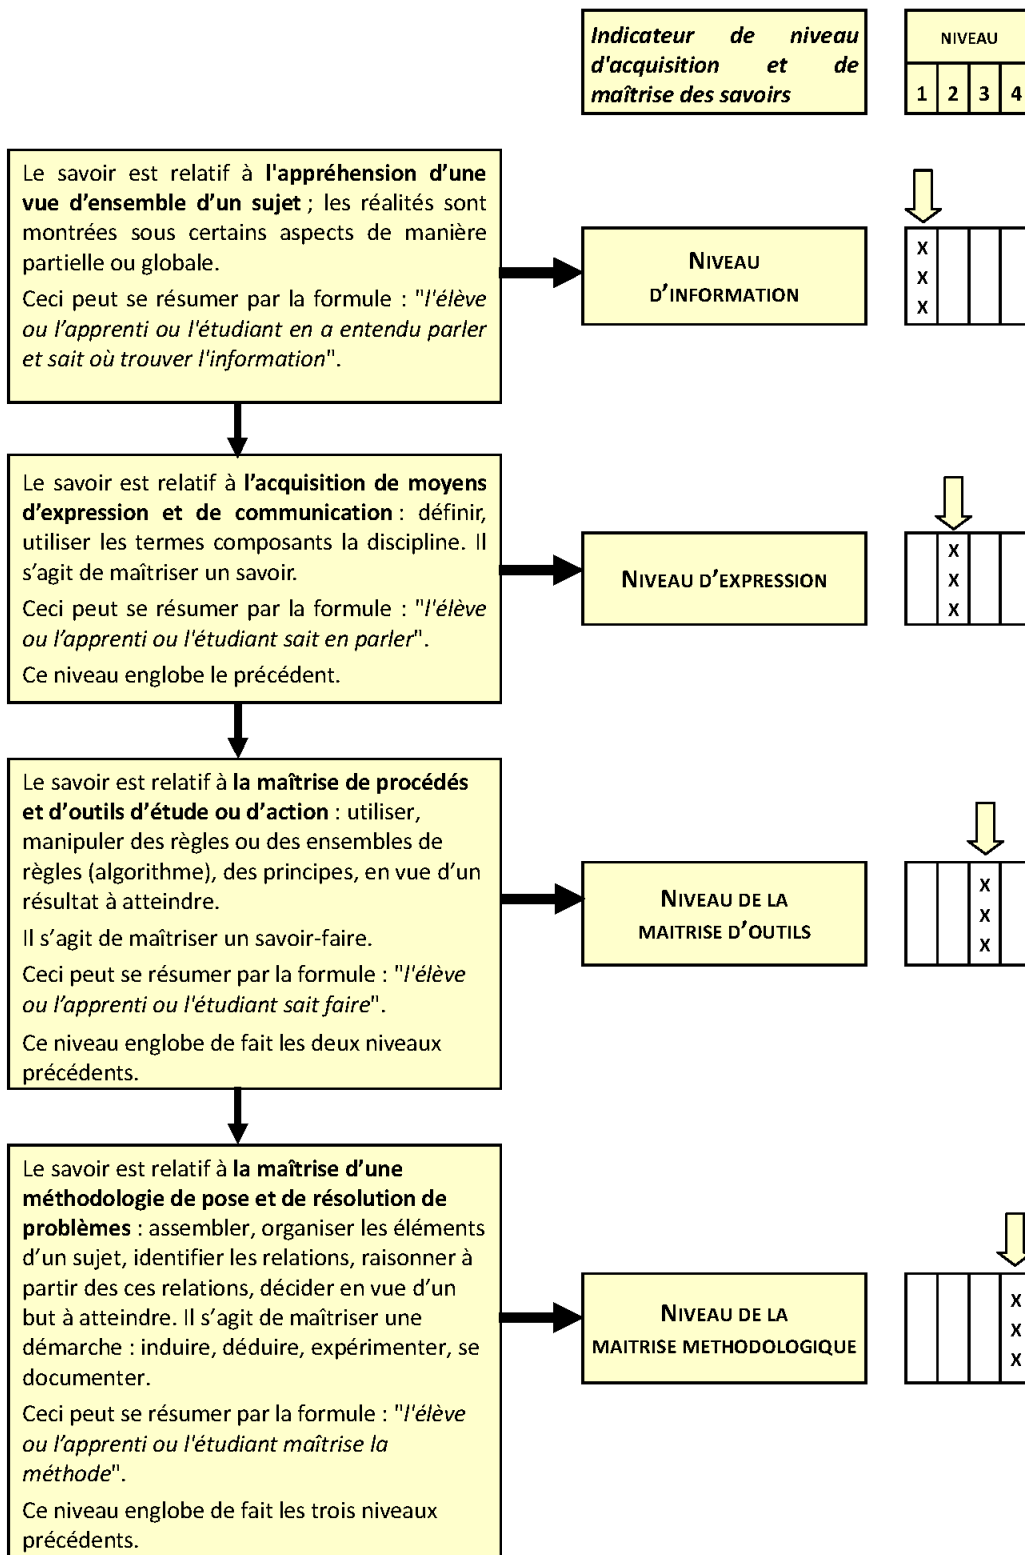 Indicateur de niveau
d'acquisition et de
maîtrise des savoirs
NIVEAU
1 2 3 4
Le savoir est relatif à l'appréhension d’une
vue d’ensemble d’un sujet ; les réalités sont
montrées sous certains aspects de manière
partielle ou globale.
Ceci peut se résumer par la formule : "l'élève
ou l’apprenti ou l'étudiant en a entendu parler
et sait où trouver l'information".
NIVEAU
D’INFORMATION
X
X
X
Le savoir est relatif à l’acquisition de moyens
d’expression et de communication : définir,
utiliser les termes composants la discipline. Il
s’agit de maîtriser un savoir.
Ceci peut se résumer par la formule : "l'élève
ou l’apprenti ou l'étudiant sait en parler".
Ce niveau englobe le précédent.
NIVEAU D’EXPRESSION
X
X
X
Le savoir est relatif à la maîtrise de procédés
et d’outils d’étude ou d’action : utiliser,
manipuler des règles ou des ensembles de
règles (algorithme), des principes, en vue d’un
résultat à atteindre.
Il s’agit de maîtriser un savoir-faire.
Ceci peut se résumer par la formule : "l'élève
ou l’apprenti ou l'étudiant sait faire".
Ce niveau englobe de fait les deux niveaux
précédents.
NIVEAU DE LA
MAITRISE D’OUTILS
X
X
X
Le savoir est relatif à la maîtrise d’une
méthodologie de pose et de résolution de
problèmes : assembler, organiser les éléments
d’un sujet, identifier les relations, raisonner à
partir des ces relations, décider en vue d’un
but à atteindre. Il s’agit de maîtriser une
démarche : induire, déduire, expérimenter, se
documenter.
Ceci peut se résumer par la formule : "l'élève
ou l’apprenti ou l'étudiant maîtrise la
méthode".
Ce niveau englobe de fait les trois niveaux
précédents.
NIVEAU DE LA
MAITRISE METHODOLOGIQUE
X
X
X